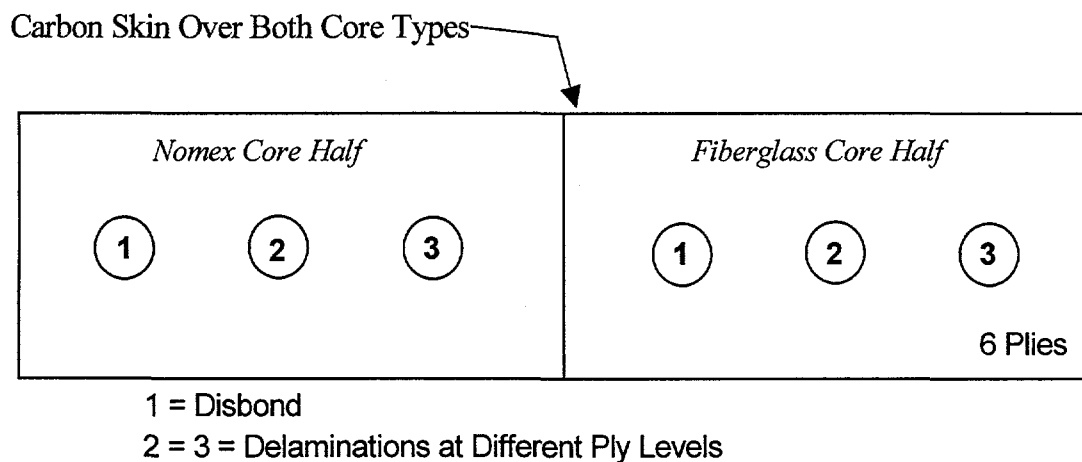 Carbon Skin Over Both Core Types
Nomex Core Half
Fiberglass Core Half
1
2
3
1
2
3
6 Plies
1 = Disbond
2 = 3 = Delaminations at Different Ply Levels